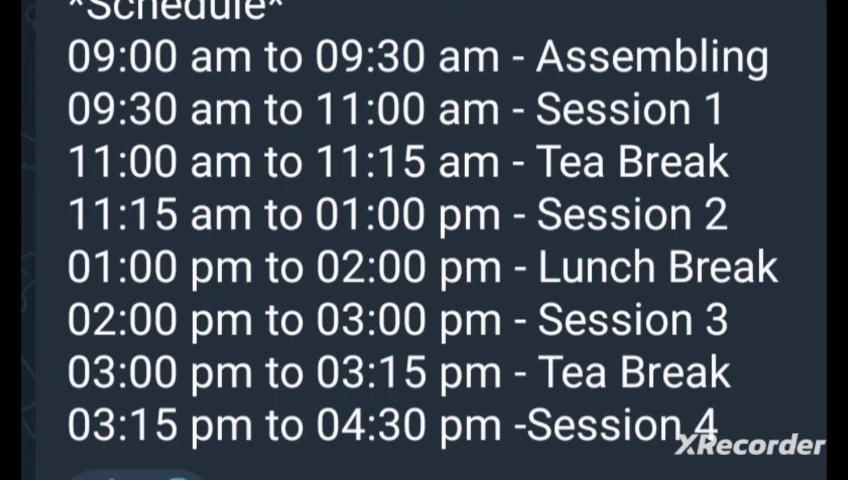 *Schedule*
09:00 am to 09:30 am - Assembling
09:30 am to 11:00 am - Session 1
11:00 am to 11:15 am - Tea Break
11:15 am to 01:00 pm - Session 2
01:00 pm to 02:00 pm - Lunch Break
02:00 pm to 03:00 pm - Session 3
03:00 pm to 03:15 pm - Tea Break
03:15 pm to 04:30 pm -Session 4
XRecorder